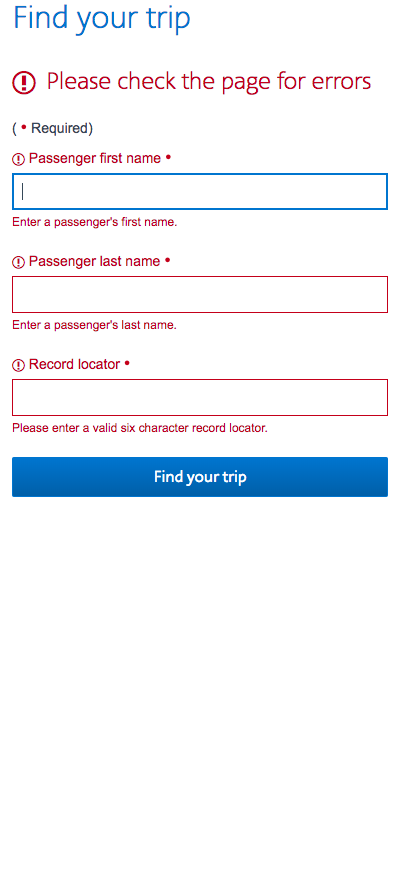 Find your trip
Please check the page for errors
( • Required)
Passenger first name •
Enter a passenger's first name.
Passenger last name •
Enter a passenger's last name.
Record locator •
Please enter a valid six character record locator.
Find your trip